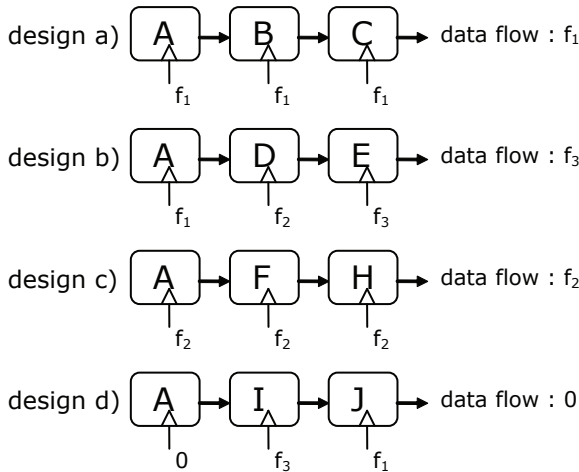 design a) A B C data flow : f₁
f₁ f₁ f₁
design b) A D E data flow : f₃
f₁ f₂ f₃
design c) A F H data flow : f₂
f₂ f₂ f₂
design d) A I J data flow : 0
0 f₃ f₁